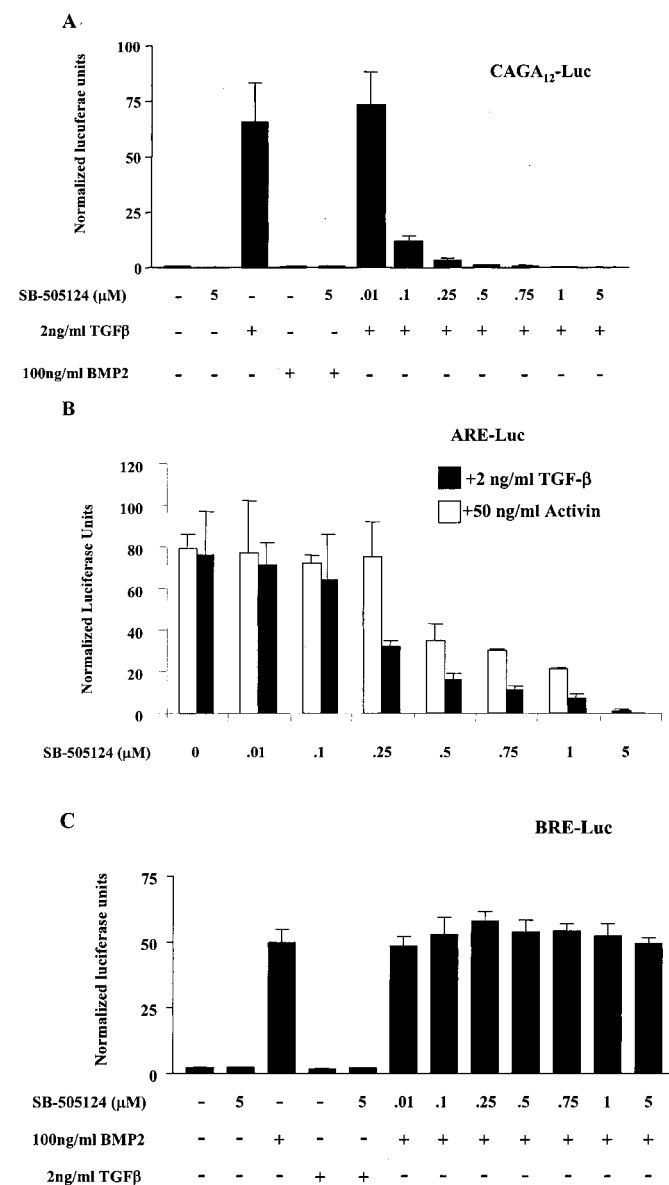 A
CAGA12-Luc
Normalized lucuferae units
100
75
50
25
0
SB-505124 (µM) - 5 - - 5 .01 .1 .25 .5 .75 1 5
2ng/ml TGFβ - - + - - + + + + + + +
100ng/ml BMP2 - - - + + - - - - - - -
B
ARE-Luc
+2 ng/ml TGF-β
+50 ng/ml Activin
Normalized Luciferase Units
120
100
80
60
40
20
0
SB-505124 (µM) 0 .01 .1 .25 .5 .75 1 5
C
BRE-Luc
Normalized luciferase units
75
50
25
0
SB-505124 (µM) - 5 - - 5 .01 .1 .25 .5 .75 1 5
100ng/ml BMP2 - - + - - + + + + + + +
2ng/ml TGFβ - - - + + - - - - - - -